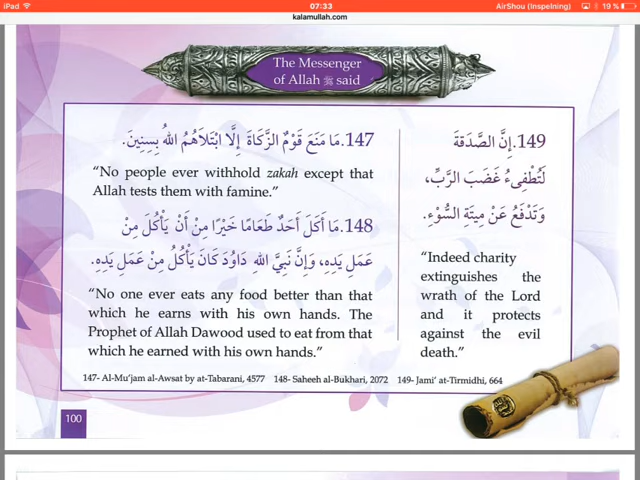 iPad
07:33
AirShou (Inspelning)
19 %
kalamullah.com
The Messenger
of Allah ﷺ said
147. مَا مَنَعَ قَوْمٌ الزَّكَاةَ إِلَّا ابْتَلاَهُمُ اللهُ بِسِنِينَ.
“No people ever withhold zakah except that
Allah tests them with famine.”
148. مَا أَكَلَ أَحَدٌ طَعَامًا خَيْرًا مِنْ أَنْ يَأْكُلَ مِنْ
عَمَلِ يَدِهِ، وَإِنَّ نَبِيَّ اللهِ دَاوُدَ كَانَ يَأْكُلُ مِنْ عَمَلِ يَدِهِ.
“No one ever eats any food better than that
which he earns with his own hands. The
Prophet of Allah Dawood used to eat from that
which he earned with his own hands.”
149. إِنَّ الصَّدَقَةَ
لَتُطْفِىءُ غَضَبَ الرَّبِّ،
وَتَدْفَعُ عَنْ مِيتَةِ السُّوْءِ.
“Indeed charity
extinguishes the
wrath of the Lord
and it protects
against the evil
death.”
147- Al-Mu’jam al-Awsat by at-Tabarani, 4577 148- Saheeh al-Bukhari, 2072 149- Jami’ at-Tirmidhi, 664
100